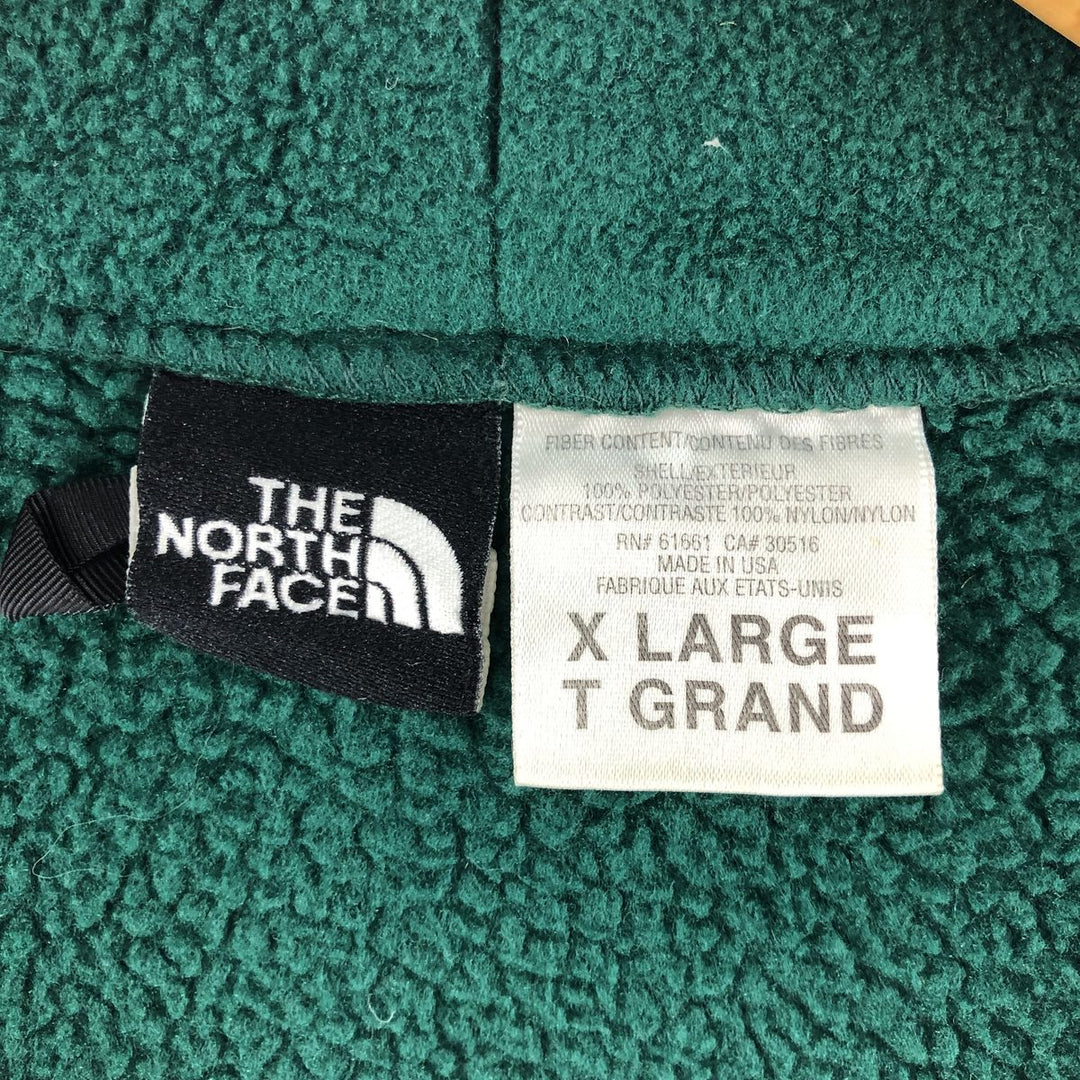 THE
NORTH
FACE
FIBER CONTENT/CONTENU DES FIBRES
SHELL/EXTERIEUR
100% POLYESTER/POLYESTER
CONTRAST/CONTRASTE 100% NYLON/NYLON
RN# 61661 CA# 30516
MADE IN USA
FABRIQUE AUX ETATS-UNIS
X LARGE
T GRAND